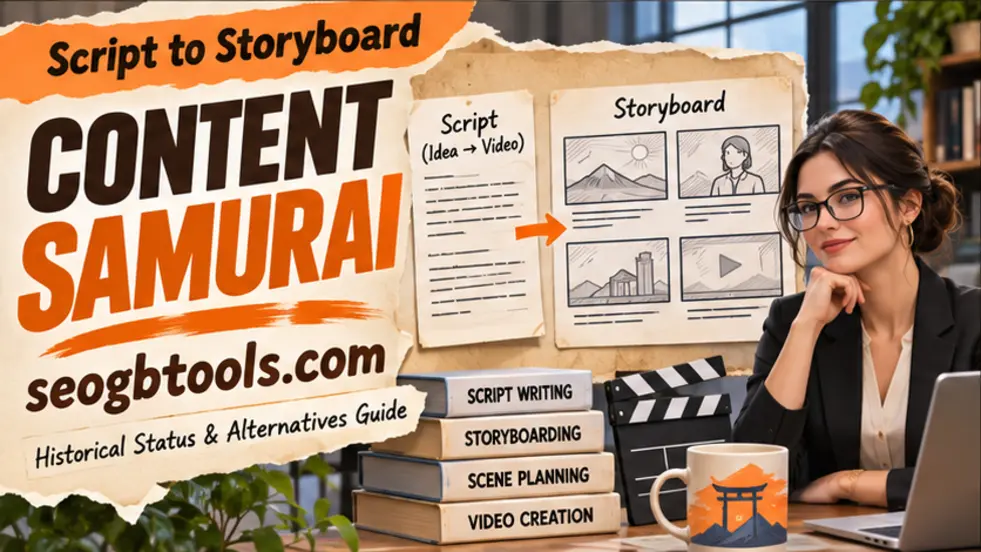 Script to Storyboard
CONTENT
SAMURAI
seogbtools.com
Historical Status & Alternatives Guide
Script
(Idea → Video)
Storyboard
SCRIPT WRITING
STORYBOARDING
SCENE PLANNING
VIDEO CREATION